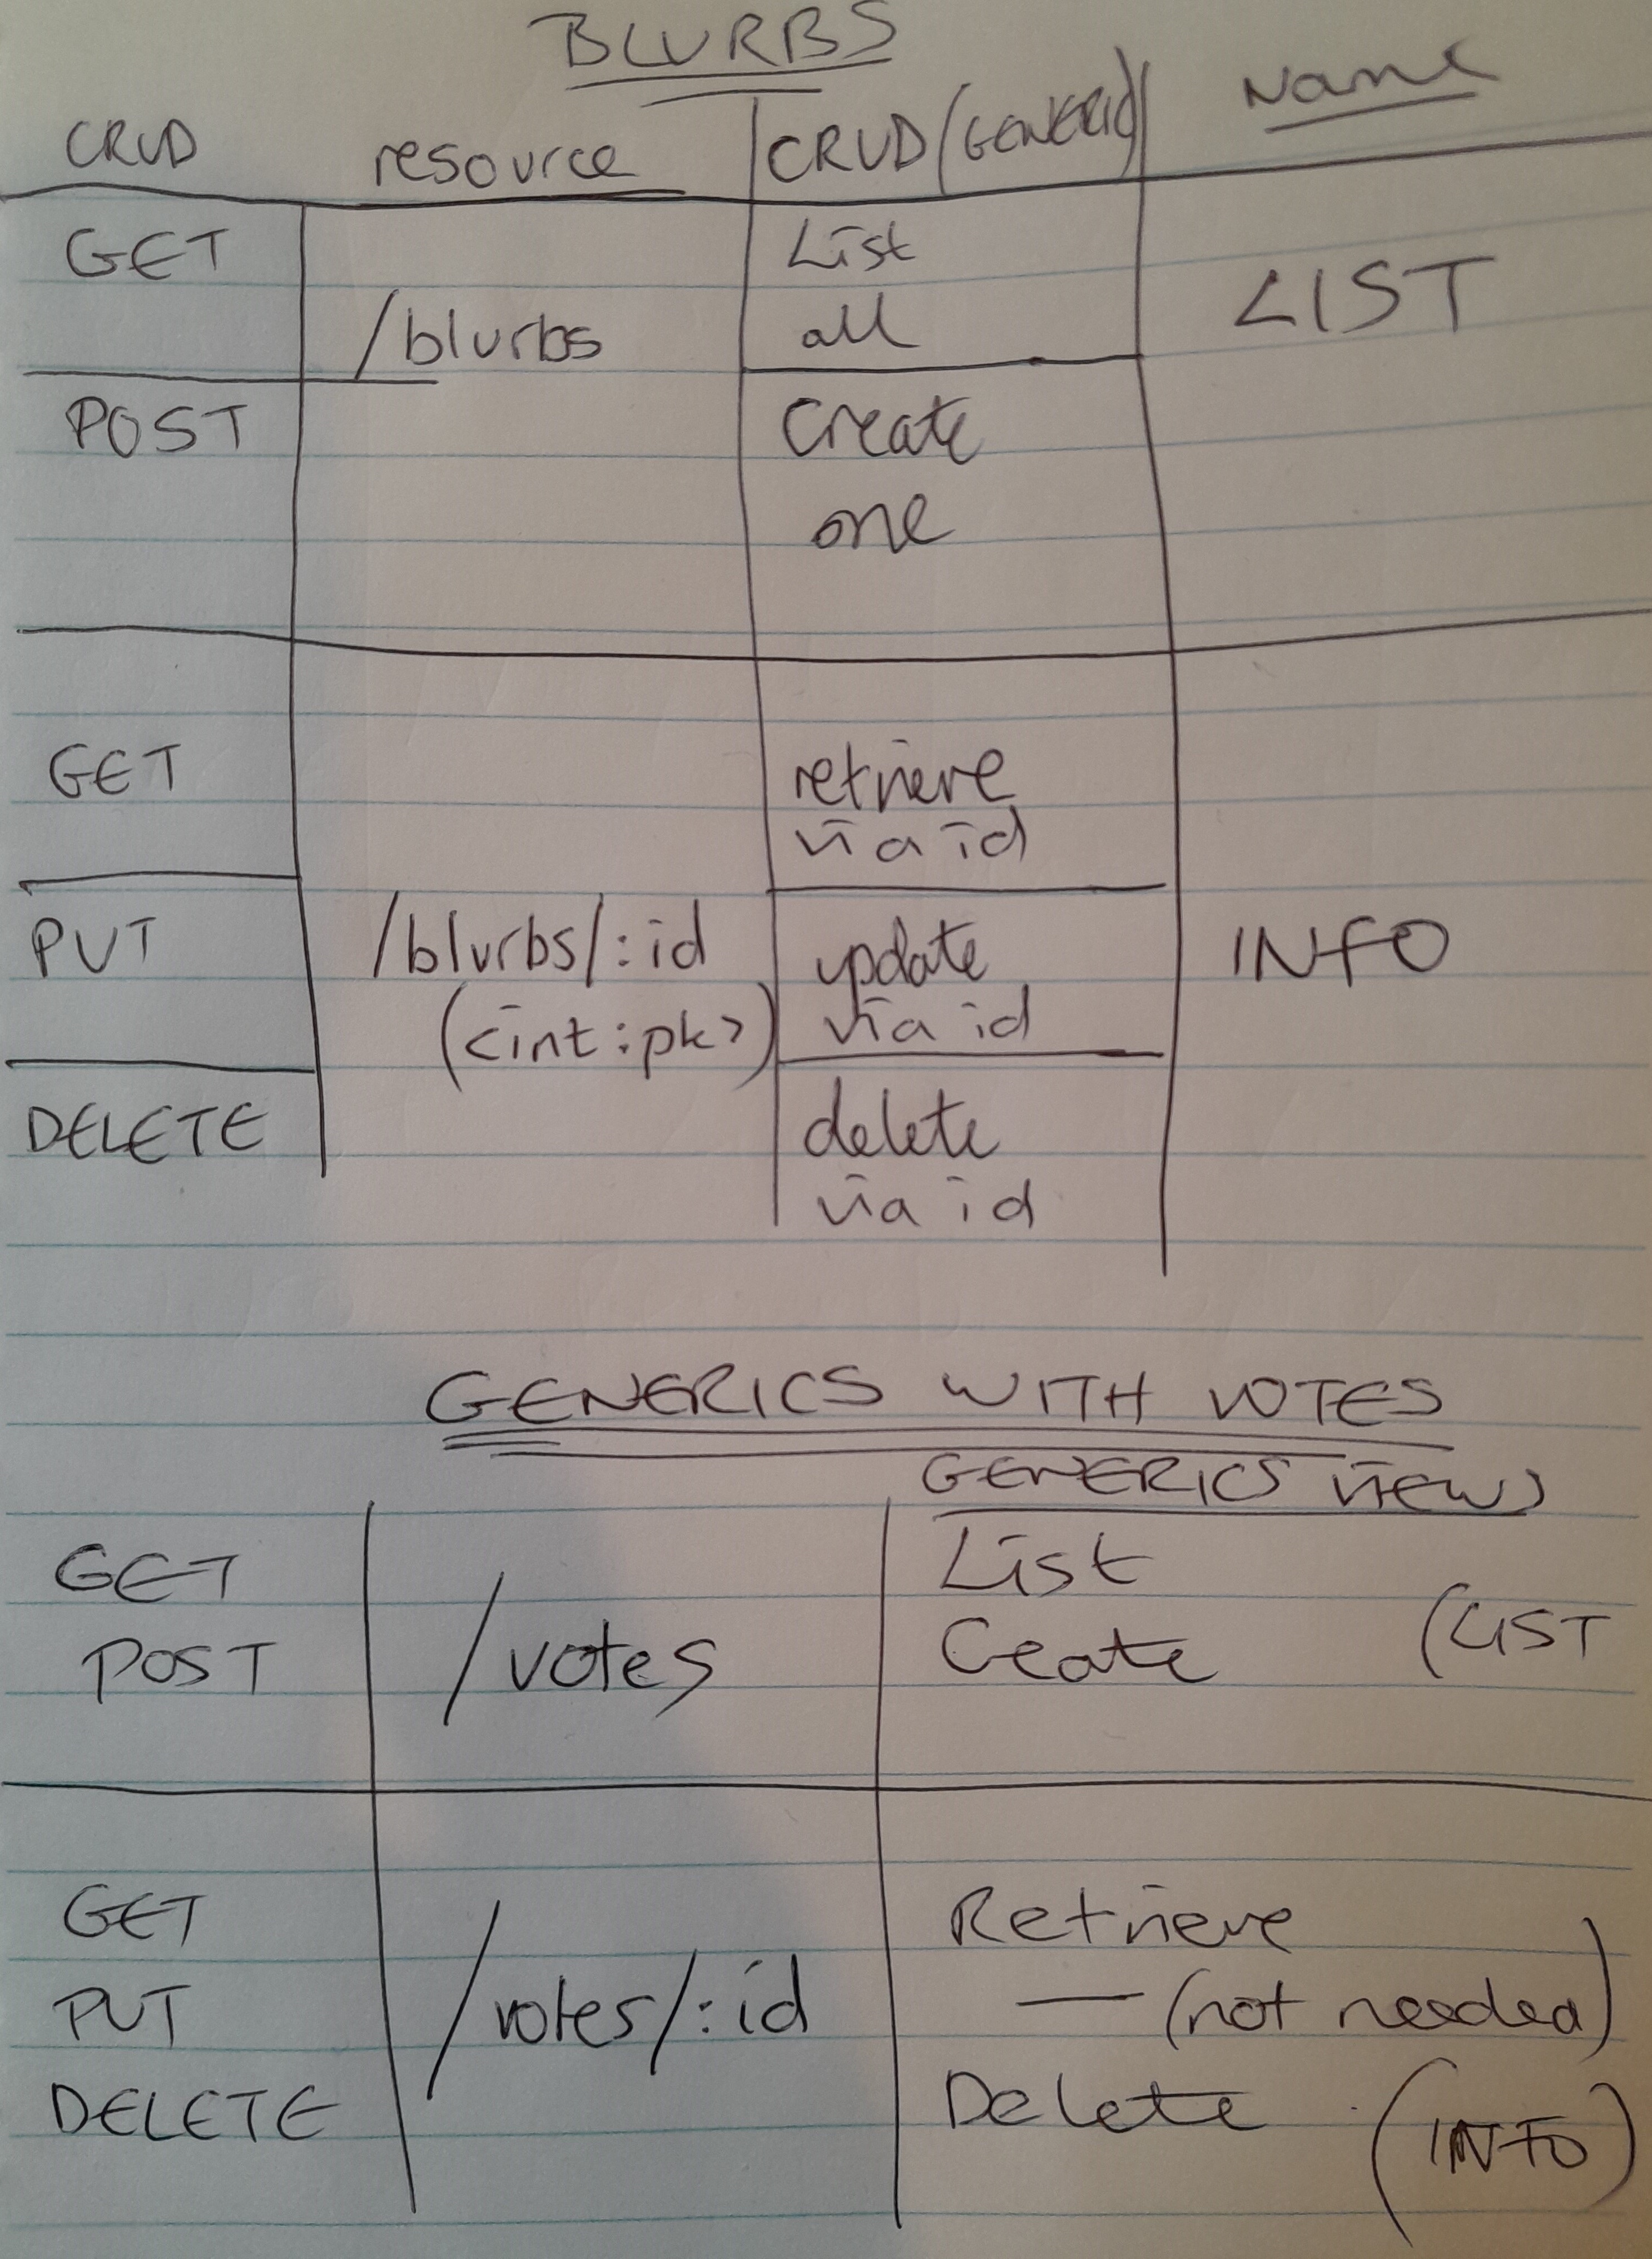 BLURBS
CRUD resource CRUD (GENERIC) Name
GET List
/blurbs all LIST
POST Create
one
GET retrieve
via id
PUT /blurbs/:id update INFO
(<int:pk>) via id
DELETE delete
via id
GENERICS WITH VOTES
GENERICS VIEWS
GET List
POST /votes Ceate (LIST
GET Retrieve
PUT /votes/:id — (not needed)
DELETE Delete (INFO)